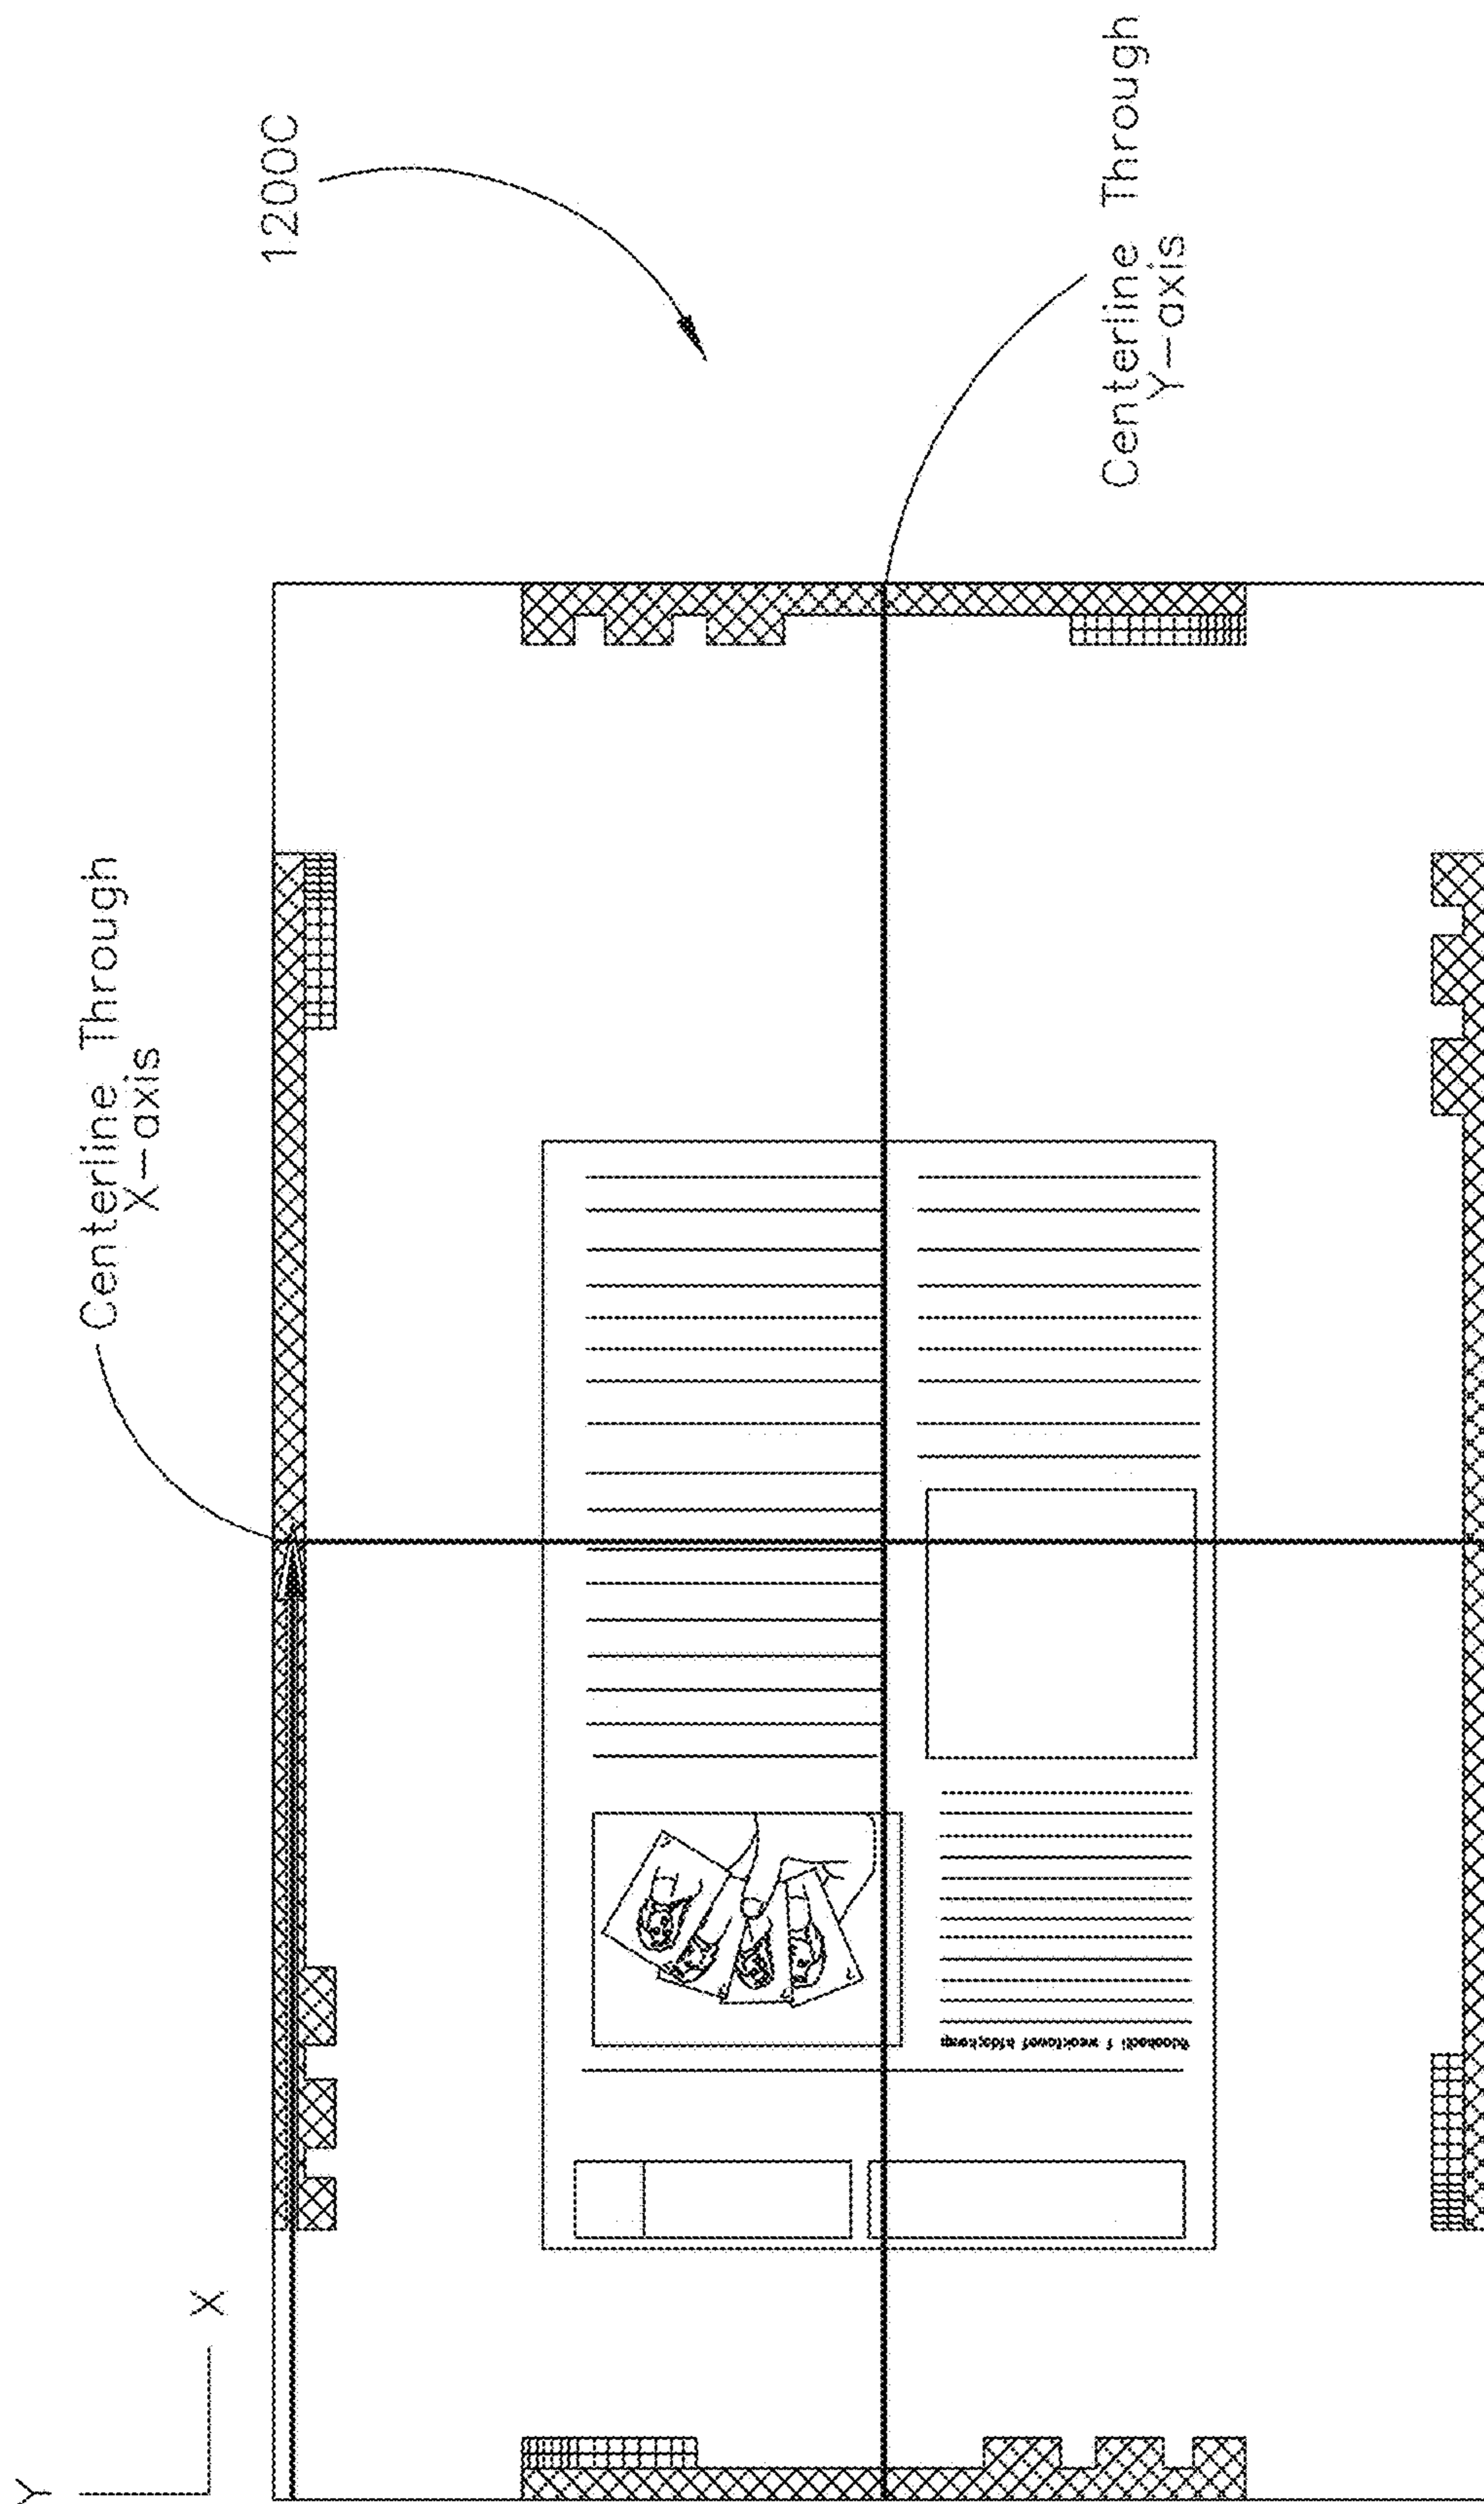 1200C
Centerline Through
X-axis
Centerline Through
Y-axis
Y
X